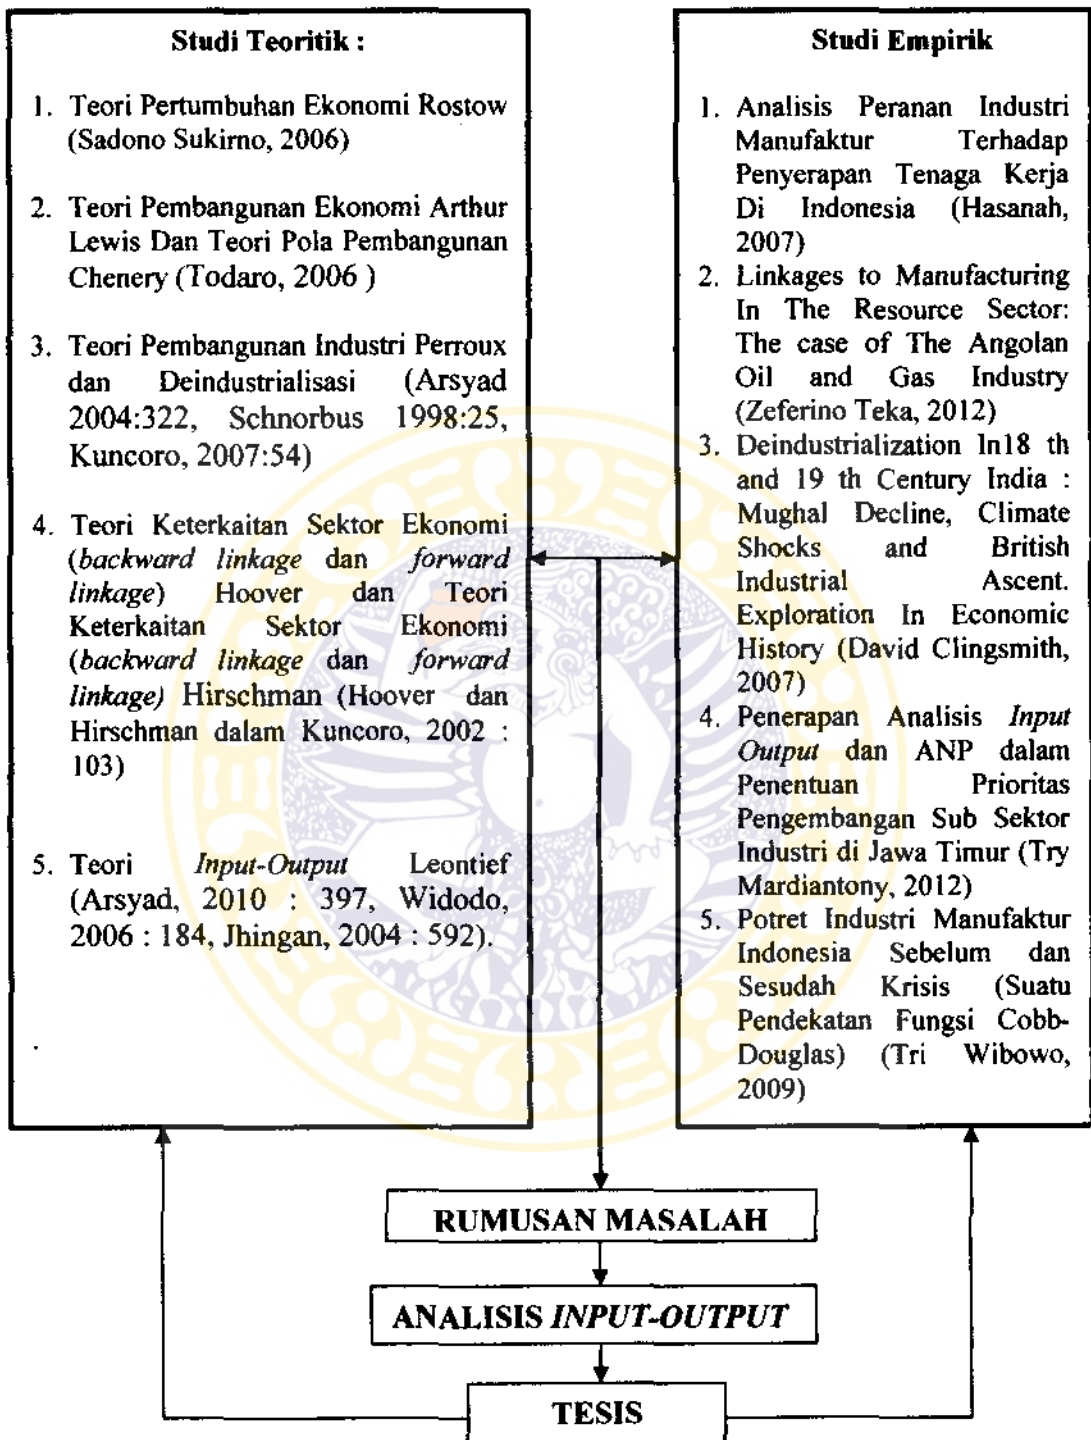 Studi Teoritik :
1. Teori Pertumbuhan Ekonomi Rostow
(Sadono Sukirno, 2006)
2. Teori Pembangunan Ekonomi Arthur
Lewis Dan Teori Pola Pembangunan
Chenery (Todaro, 2006 )
3. Teori Pembangunan Industri Perroux
dan Deindustrialisasi (Arsyad
2004:322, Schnorbus 1998:25,
Kuncoro, 2007:54)
4. Teori Keterkaitan Sektor Ekonomi
(backward linkage dan forward
linkage) Hoover dan Teori
Keterkaitan Sektor Ekonomi
(backward linkage dan forward
linkage) Hirschman (Hoover dan
Hirschman dalam Kuncoro, 2002 :
103)
5. Teori Input-Output Leontief
(Arsyad, 2010 : 397, Widodo,
2006 : 184, Jhingan, 2004 : 592).
Studi Empirik
1. Analisis Peranan Industri
Manufaktur Terhadap
Penyerapan Tenaga Kerja
Di Indonesia (Hasanah,
2007)
2. Linkages to Manufacturing
In The Resource Sector:
The case of The Angolan
Oil and Gas Industry
(Zeferino Teka, 2012)
3. Deindustrialization In18 th
and 19 th Century India :
Mughal Decline, Climate
Shocks and British
Industrial Ascent.
Exploration In Economic
History (David Clingsmith,
2007)
4. Penerapan Analisis Input
Output dan ANP dalam
Penentuan Prioritas
Pengembangan Sub Sektor
Industri di Jawa Timur (Try
Mardiantony, 2012)
5. Potret Industri Manufaktur
Indonesia Sebelum dan
Sesudah Krisis (Suatu
Pendekatan Fungsi Cobb-
Douglas) (Tri Wibowo,
2009)
RUMUSAN MASALAH
ANALISIS INPUT-OUTPUT
TESIS